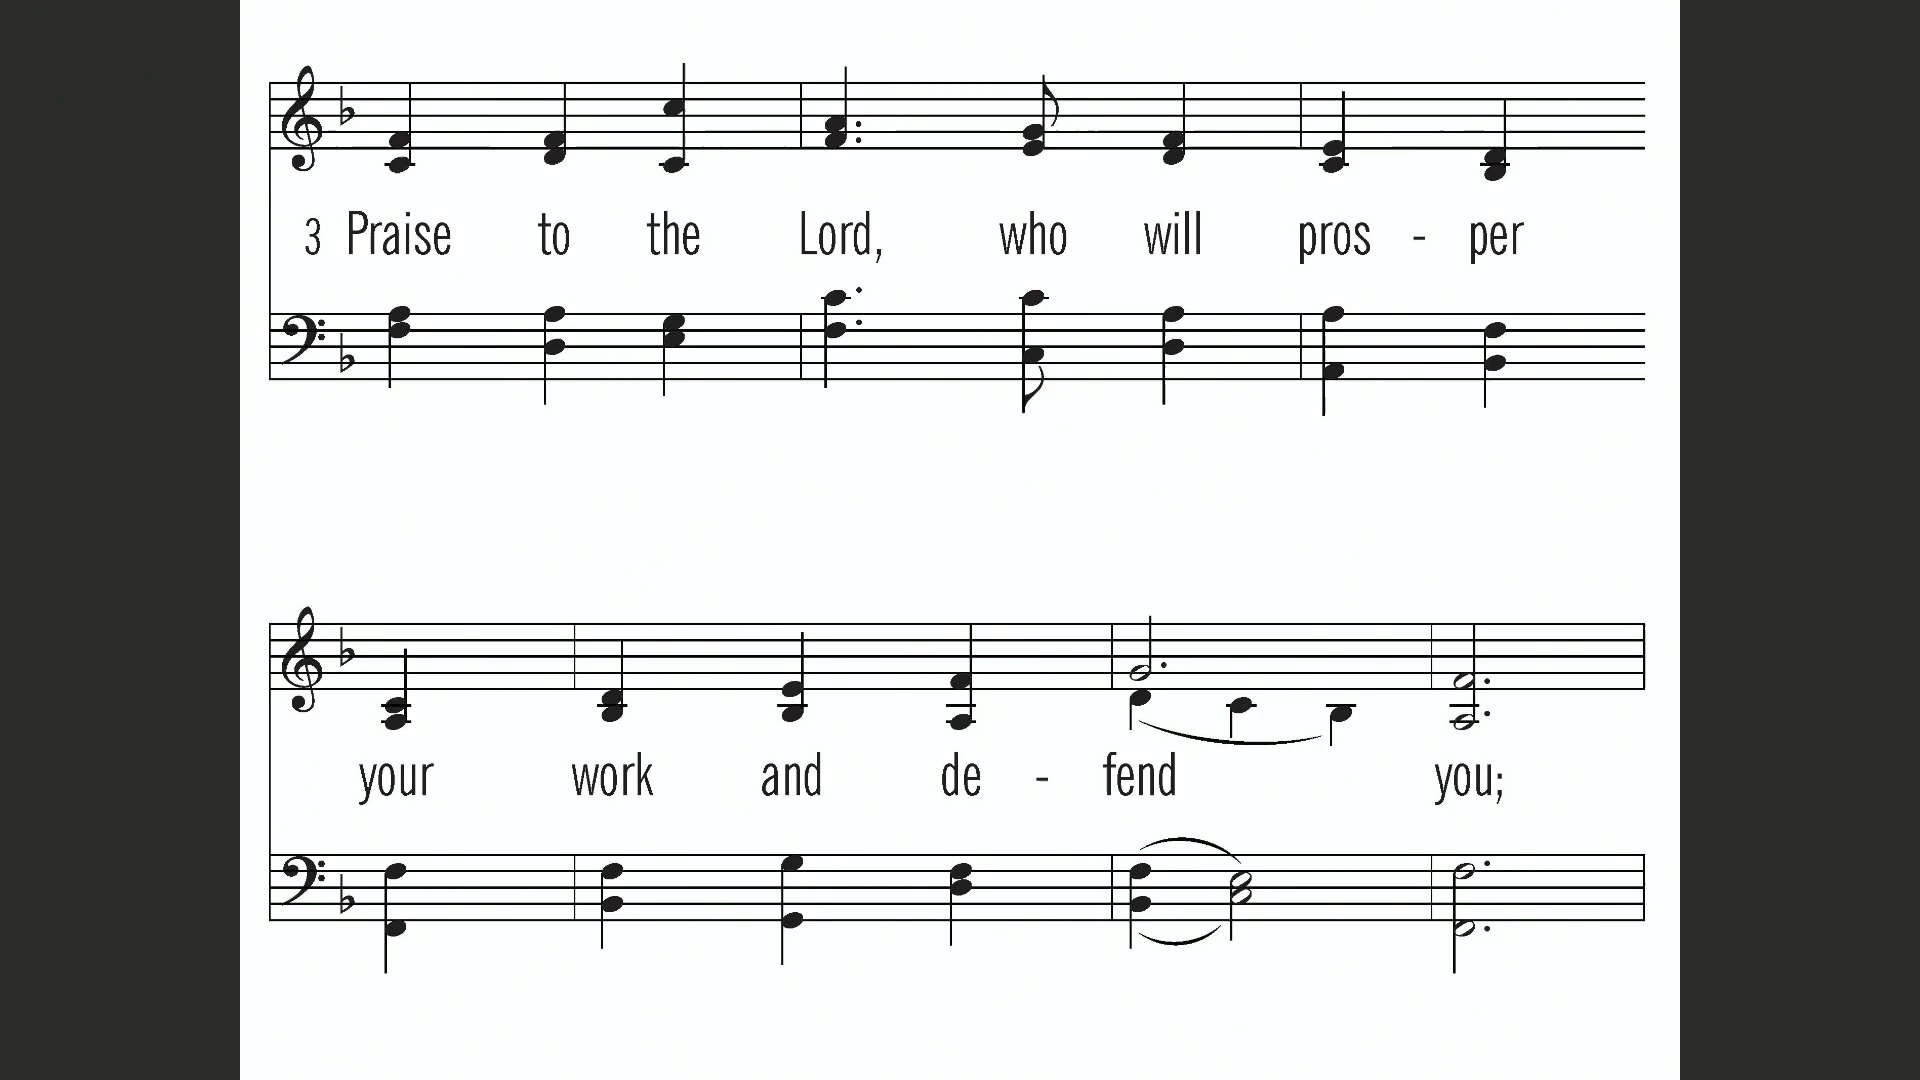 3 Praise to the Lord, who will pros - per
your work and de - fend you;